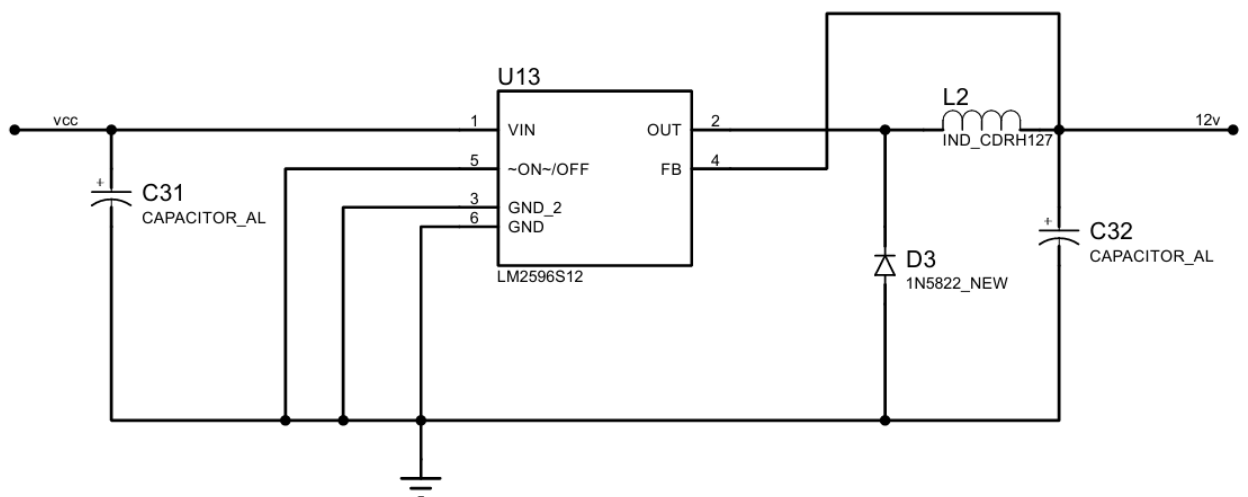 U13
L2
vcc
1
VIN
OUT
2
12v
IND_CDRH127
5
~ON~/OFF
FB
4
+
C31
CAPACITOR_AL
3
GND_2
6
GND
+
C32
CAPACITOR_AL
LM2596S12
D3
1N5822_NEW